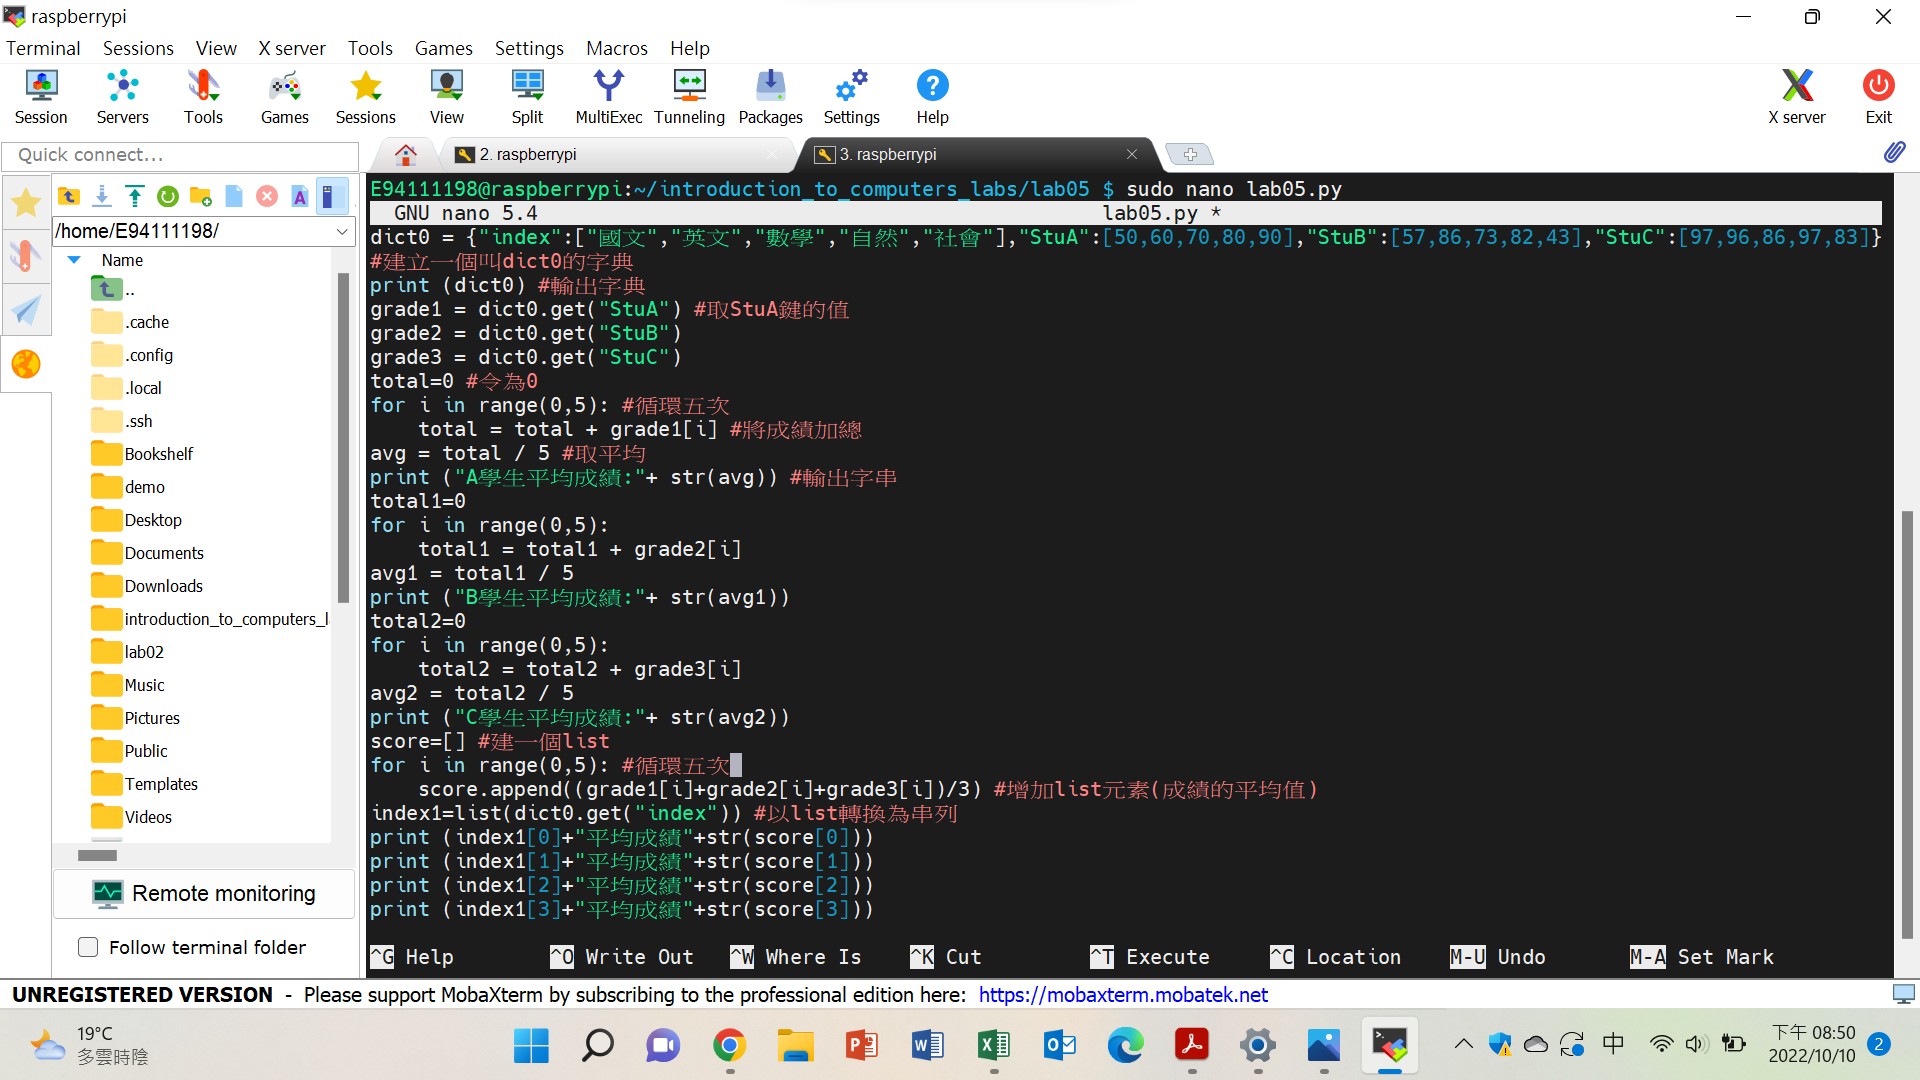 raspberrypi
Terminal Sessions View X server Tools Games Settings Macros Help
Session Servers Tools Games Sessions View Split MultiExec Tunneling Packages Settings Help X server Exit
Quick connect...
2. raspberrypi
3. raspberrypi
/home/E94111198/
Name
..
.cache
.config
.local
.ssh
Bookshelf
demo
Desktop
Documents
Downloads
introduction_to_computers_l
lab02
Music
Pictures
Public
Templates
Videos
Remote monitoring
Follow terminal folder
E94111198@raspberrypi:~/introduction_to_computers_labs/lab05 $ sudo nano lab05.py
GNU nano 5.4 lab05.py *
dict0 = {"index":["國文","英文","數學","自然","社會"],"StuA":[50,60,70,80,90],"StuB":[57,86,73,82,43],"StuC":[97,96,86,97,83]}
#建立一個叫dict0的字典
print (dict0) #輸出字典
grade1 = dict0.get("StuA") #取StuA鍵的值
grade2 = dict0.get("StuB")
grade3 = dict0.get("StuC")
total=0 #令為0
for i in range(0,5): #循環五次
    total = total + grade1[i] #將成績加總
avg = total / 5 #取平均
print ("A學生平均成績:"+ str(avg)) #輸出字串
total1=0
for i in range(0,5):
    total1 = total1 + grade2[i]
avg1 = total1 / 5
print ("B學生平均成績:"+ str(avg1))
total2=0
for i in range(0,5):
    total2 = total2 + grade3[i]
avg2 = total2 / 5
print ("C學生平均成績:"+ str(avg2))
score=[] #建一個list
for i in range(0,5): #循環五次
    score.append((grade1[i]+grade2[i]+grade3[i])/3) #增加list元素(成績的平均值)
index1=list(dict0.get("index")) #以list轉換為串列
print (index1[0]+"平均成績"+str(score[0]))
print (index1[1]+"平均成績"+str(score[1]))
print (index1[2]+"平均成績"+str(score[2]))
print (index1[3]+"平均成績"+str(score[3]))
^G Help ^O Write Out ^W Where Is ^K Cut ^T Execute ^C Location M-U Undo M-A Set Mark
UNREGISTERED VERSION - Please support MobaXterm by subscribing to the professional edition here: https://mobaxterm.mobatek.net
19°C
多雲時陰
中
下午 08:50
2022/10/10
2